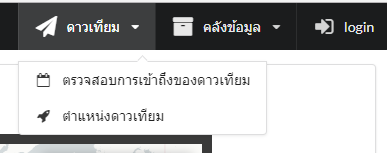 ดาวเทียม
คลังข้อมูล
login
ตรวจสอบการเข้าถึงของดาวเทียม
ตำแหน่งดาวเทียม